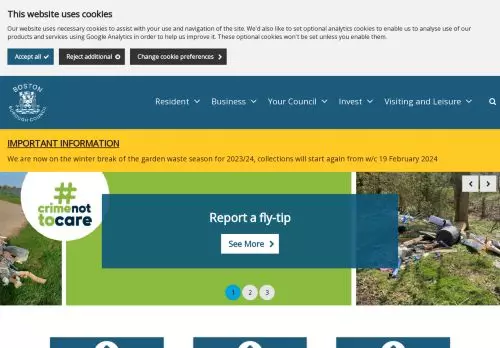 This website uses cookies
Our website uses necessary cookies to assist with your use and navigation of the site. We'd also like to set optional analytics cookies to enable us to analyse use of our
products and services using Google Analytics in order to help us improve it. These optional cookies won't be set unless you enable them.
Accept all
Reject additional
Change cookie preferences
BOSTON
BOROUGH COUNCIL
Resident
Business
Your Council
Invest
Visiting and Leisure
IMPORTANT INFORMATION
We are now on the winter break of the garden waste season for 2023/24, collections will start again from w/c 19 February 2024
#
crimenot
tocare
Report a fly-tip
See More
1 2 3